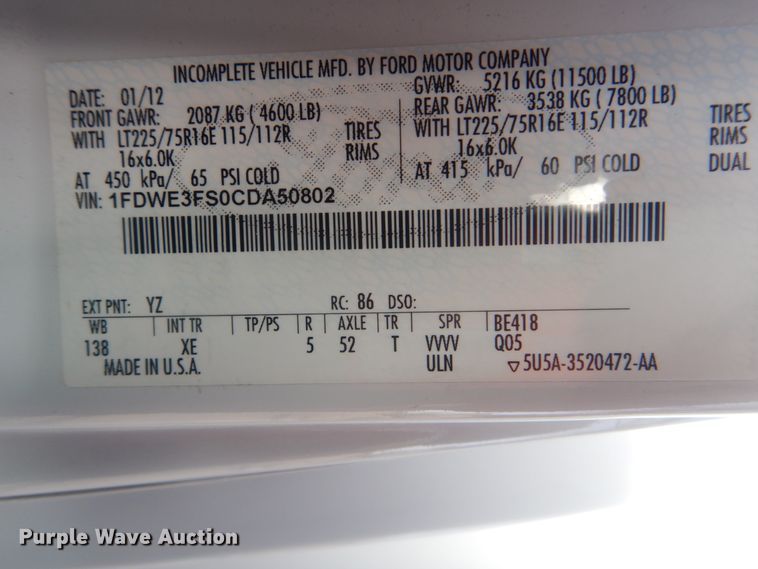 INCOMPLETE VEHICLE MFD. BY FORD MOTOR COMPANY
DATE: 01/12 GVWR: 5216 KG (11500 LB)
FRONT GAWR: 2087 KG ( 4600 LB) REAR GAWR: 3538 KG ( 7800 LB)
WITH LT225/75R16E 115/112R TIRES WITH LT225/75R16E 115/112R TIRES
16x6.0K RIMS 16x6.0K RIMS
AT 450 kPa/ 65 PSI COLD AT 415 kPa/ 60 PSI COLD DUAL
VIN: 1FDWE3FS0CDA50802
EXT PNT: YZ RC: 86 DSO:
WB INT TR TP/PS R AXLE TR SPR BE418
138 XE 5 52 T VVVV Q05
MADE IN U.S.A. ULN ▽5U5A-3520472-AA
Purple Wave Auction